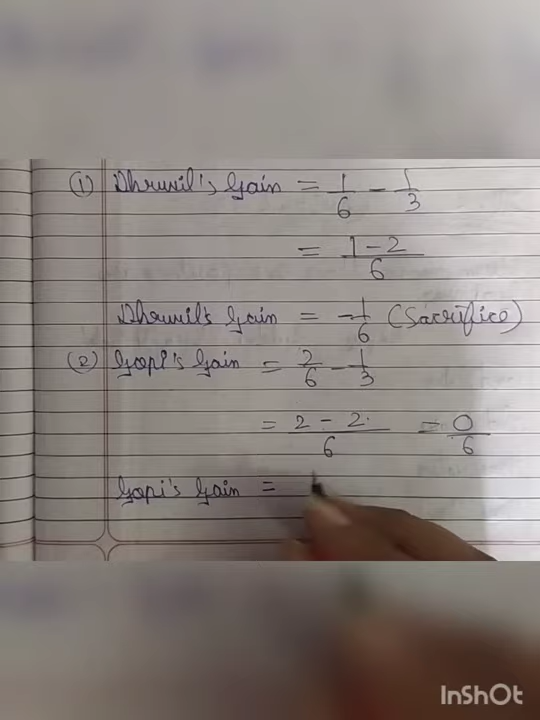 (1) Dhruvil's Gain = 1/6 - 1/3
= 1-2/6
Dhruvil's Gain = -1/6 (Sacrifice)
(2) Gopi's Gain = 2/6 - 1/3
= 2-2/6 = 0/6
Gopi's Gain =
InShOt